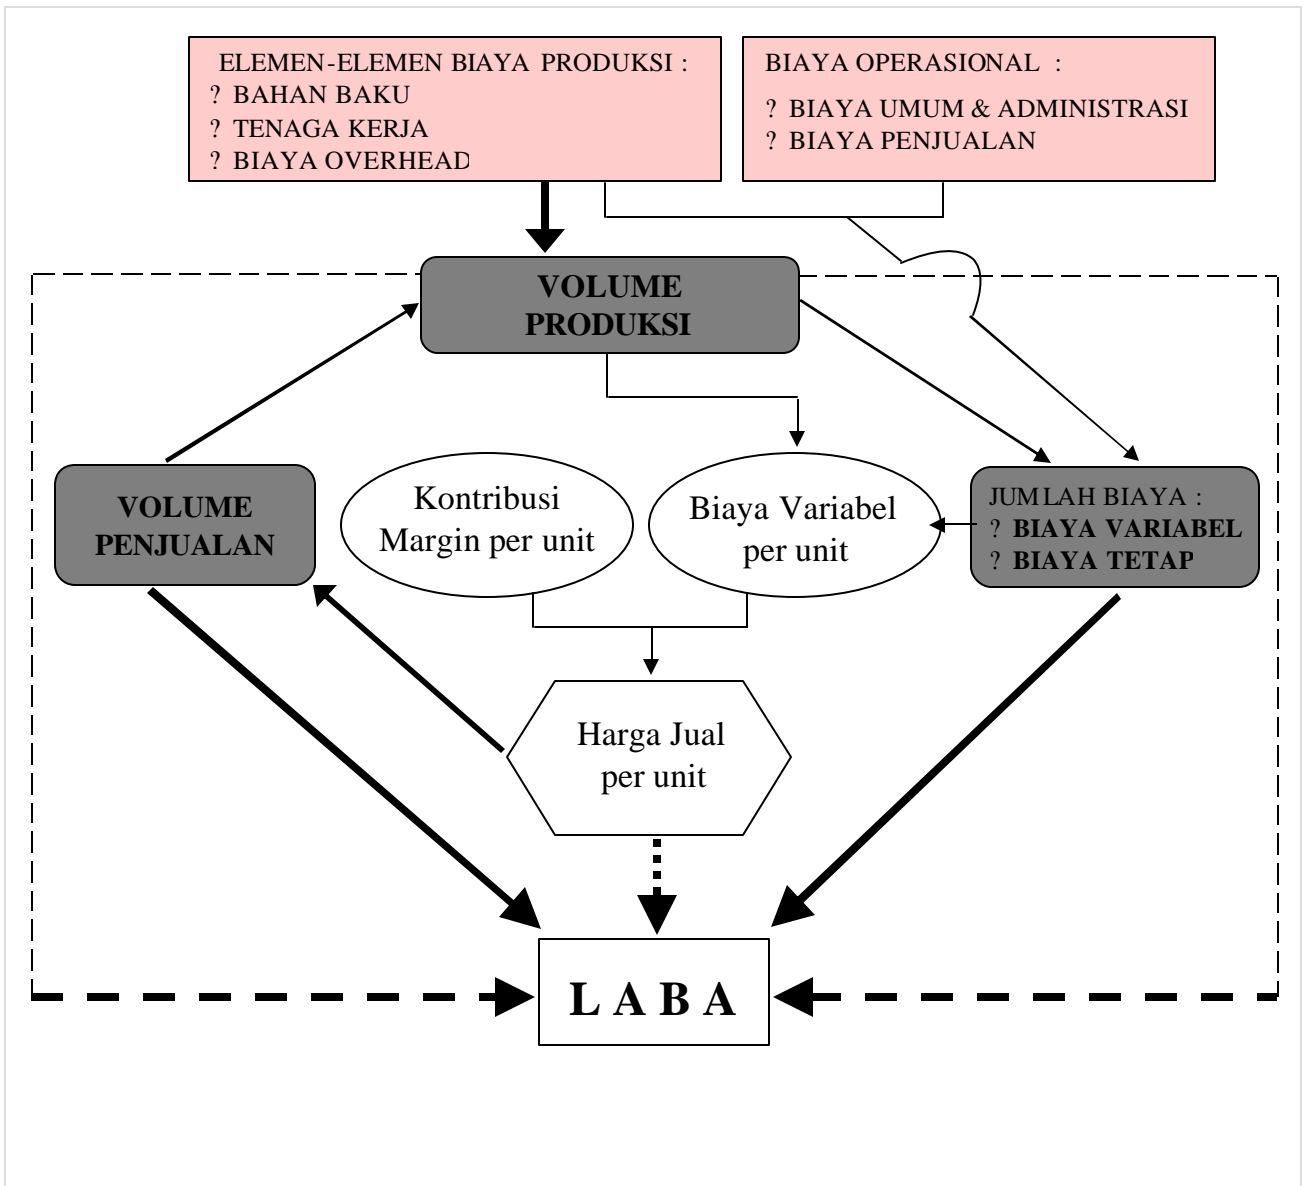 ELEMEN-ELEMEN BIAYA PRODUKSI :
? BAHAN BAKU
? TENAGA KERJA
? BIAYA OVERHEAD
BIAYA OPERASIONAL :
? BIAYA UMUM & ADMINISTRASI
? BIAYA PENJUALAN
VOLUME
PRODUKSI
VOLUME
PENJUALAN
Kontribusi
Margin per unit
Biaya Variabel
per unit
JUMLAH BIAYA :
? BIAYA VARIABEL
? BIAYA TETAP
Harga Jual
per unit
L A B A